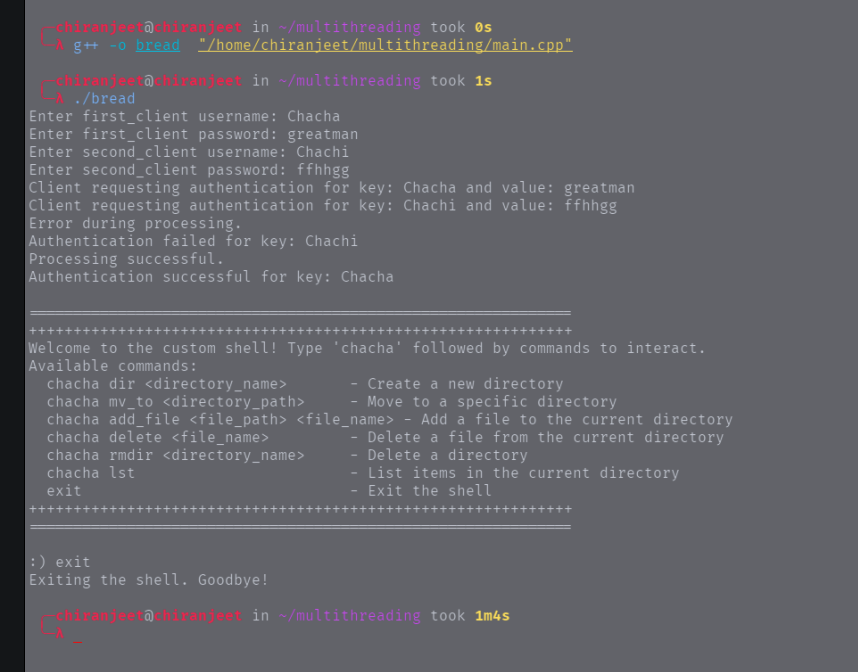 ┌─chiranjeet@chiranjeet in ~/multithreading took 0s
└─λ g++ -o bread "/home/chiranjeet/multithreading/main.cpp"
┌─chiranjeet@chiranjeet in ~/multithreading took 1s
└─λ ./bread
Enter first_client username: Chacha
Enter first_client password: greatman
Enter second_client username: Chachi
Enter second_client password: ffhhgg
Client requesting authentication for key: Chacha and value: greatman
Client requesting authentication for key: Chachi and value: ffhhgg
Error during processing.
Authentication failed for key: Chachi
Processing successful.
Authentication successful for key: Chacha
=============================================================
+++++++++++++++++++++++++++++++++++++++++++++++++++++++++++++
Welcome to the custom shell! Type 'chacha' followed by commands to interact.
Available commands:
  chacha dir <directory_name>       - Create a new directory
  chacha mv_to <directory_path>     - Move to a specific directory
  chacha add_file <file_path> <file_name> - Add a file to the current directory
  chacha delete <file_name>         - Delete a file from the current directory
  chacha rmdir <directory_name>     - Delete a directory
  chacha lst                        - List items in the current directory
  exit                              - Exit the shell
+++++++++++++++++++++++++++++++++++++++++++++++++++++++++++++
=============================================================
:) exit
Exiting the shell. Goodbye!
┌─chiranjeet@chiranjeet in ~/multithreading took 1m4s
└─λ _